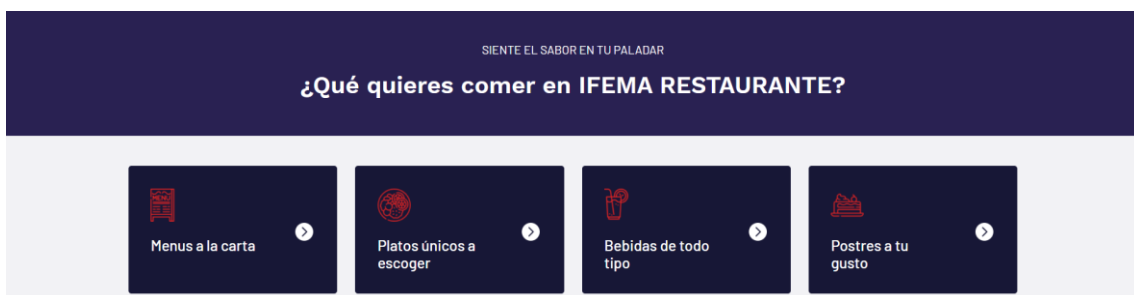 SIENTE EL SABOR EN TU PALADAR
¿Qué quieres comer en IFEMA RESTAURANTE?
MENU
Menus a la carta
Platos únicos a
escoger
Bebidas de todo
tipo
Postres a tu
gusto